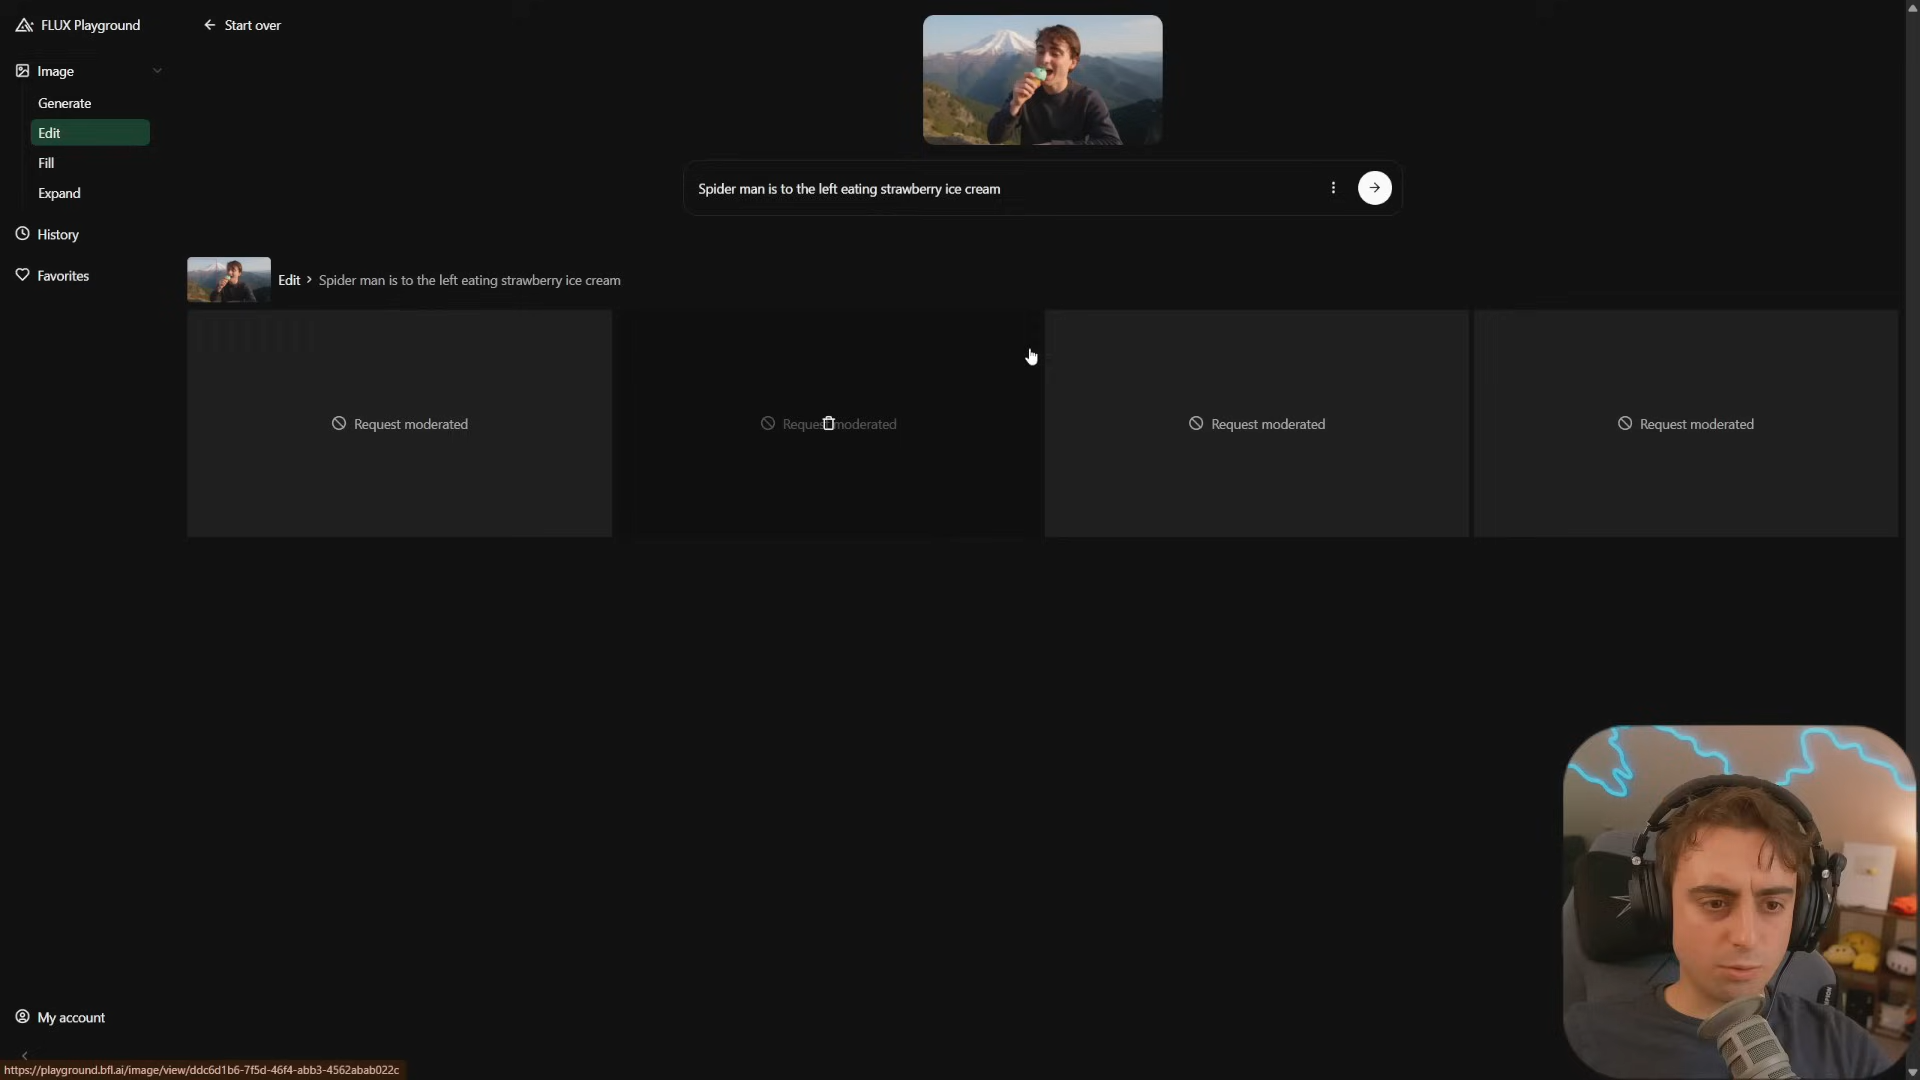 FLUX Playground
Start over
Image
Generate
Edit
Fill
Expand
History
Favorites
Spider man is to the left eating strawberry ice cream
Edit > Spider man is to the left eating strawberry ice cream
Request moderated
Request moderated
Request moderated
Request moderated
My account
https://playground.bfl.ai/image/view/ddc6d1b6-7f5d-46f4-abb3-4562abab022c